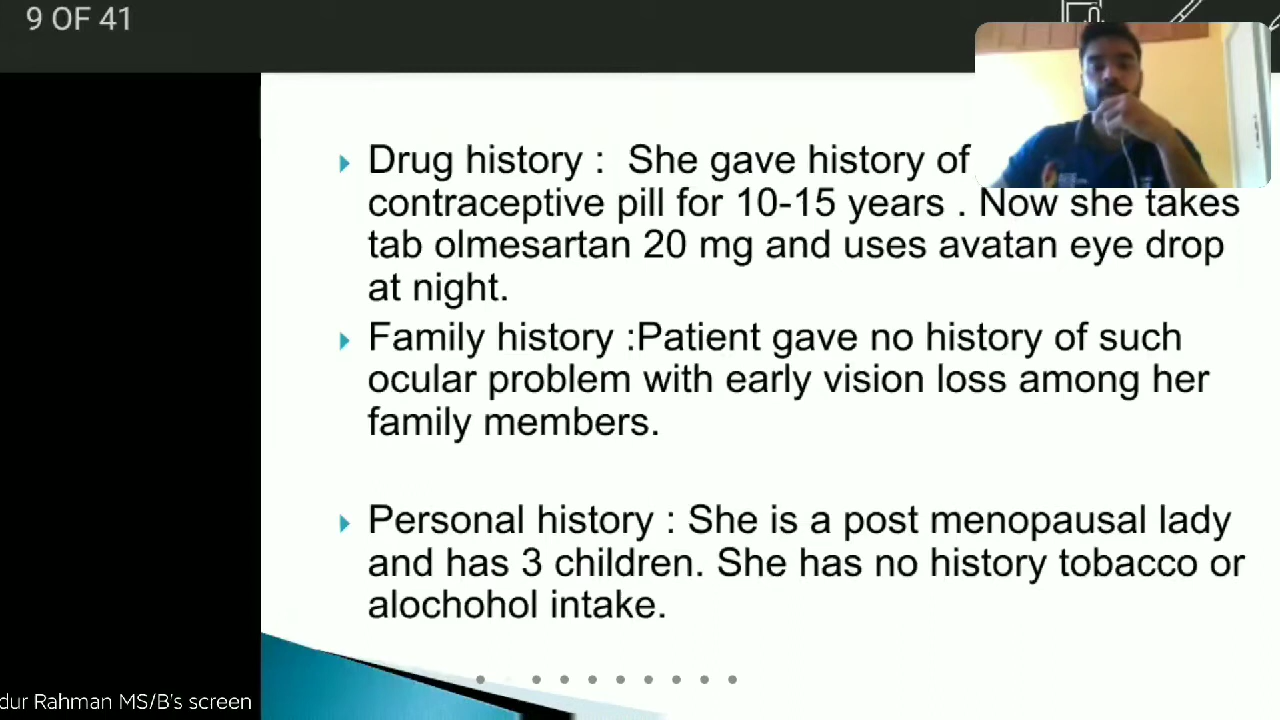 9 OF 41
Drug history : She gave history of
contraceptive pill for 10-15 years . Now she takes
tab olmesartan 20 mg and uses avatan eye drop
at night.
Family history :Patient gave no history of such
ocular problem with early vision loss among her
family members.
Personal history : She is a post menopausal lady
and has 3 children. She has no history tobacco or
alochohol intake.
dur Rahman MS/B's screen